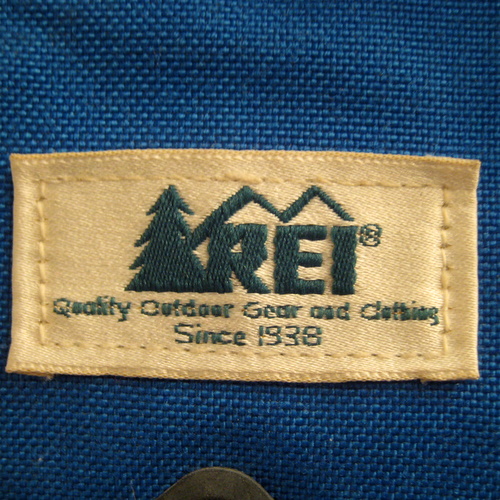 REI®
Quality Outdoor Gear and Clothing
Since 1938